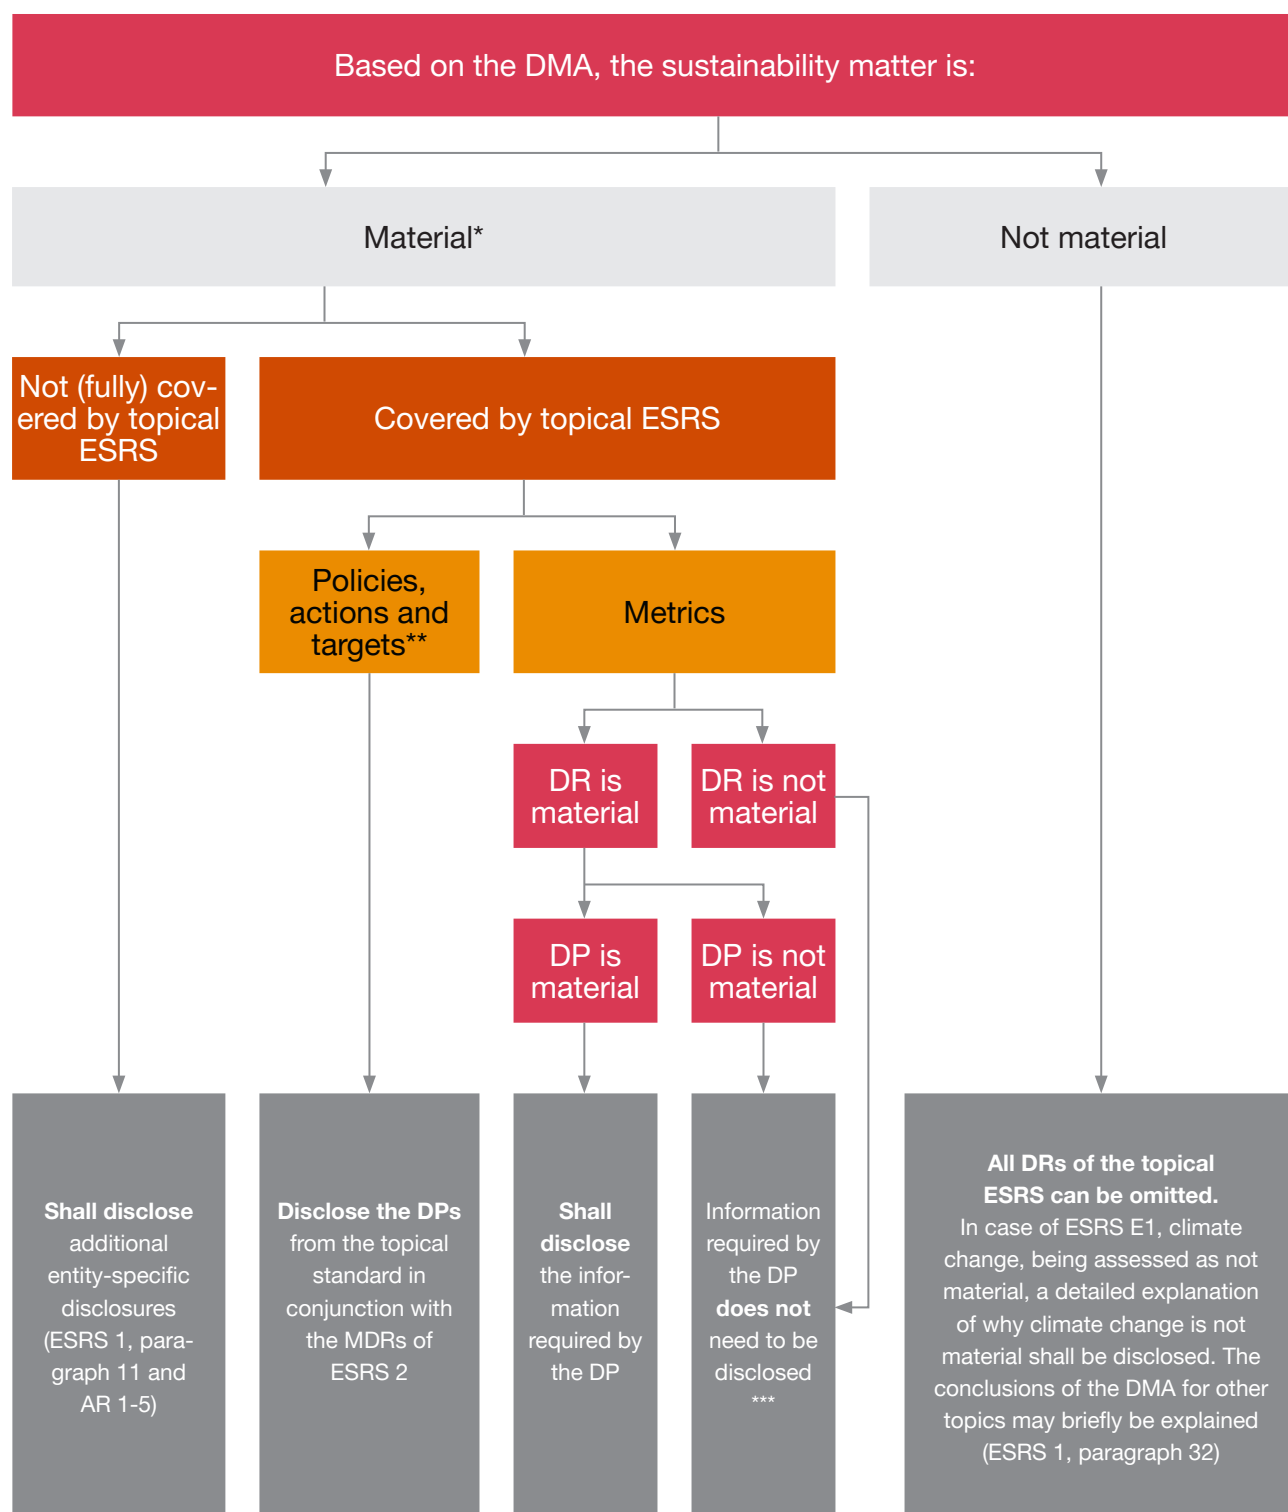 Based on the DMA, the sustainability matter is:
Material*
Not material
Not (fully) cov-
ered by topical
ESRS
Covered by topical ESRS
Policies,
actions and
targets**
Metrics
DR is
material
DR is not
material
DP is
material
DP is not
material
Shall disclose
additional
entity-specific
disclosures
(ESRS 1, para-
graph 11 and
AR 1-5)
Disclose the DPs
from the topical
standard in
conjunction with
the MDRs of
ESRS 2
Shall
disclose
the infor-
mation
required by
the DP
Information
required by
the DP
does not
need to be
disclosed
***
All DRs of the topical
ESRS can be omitted.
In case of ESRS E1, climate
change, being assessed as not
material, a detailed explanation
of why climate change is not
material shall be disclosed. The
conclusions of the DMA for other
topics may briefly be explained
(ESRS 1, paragraph 32)